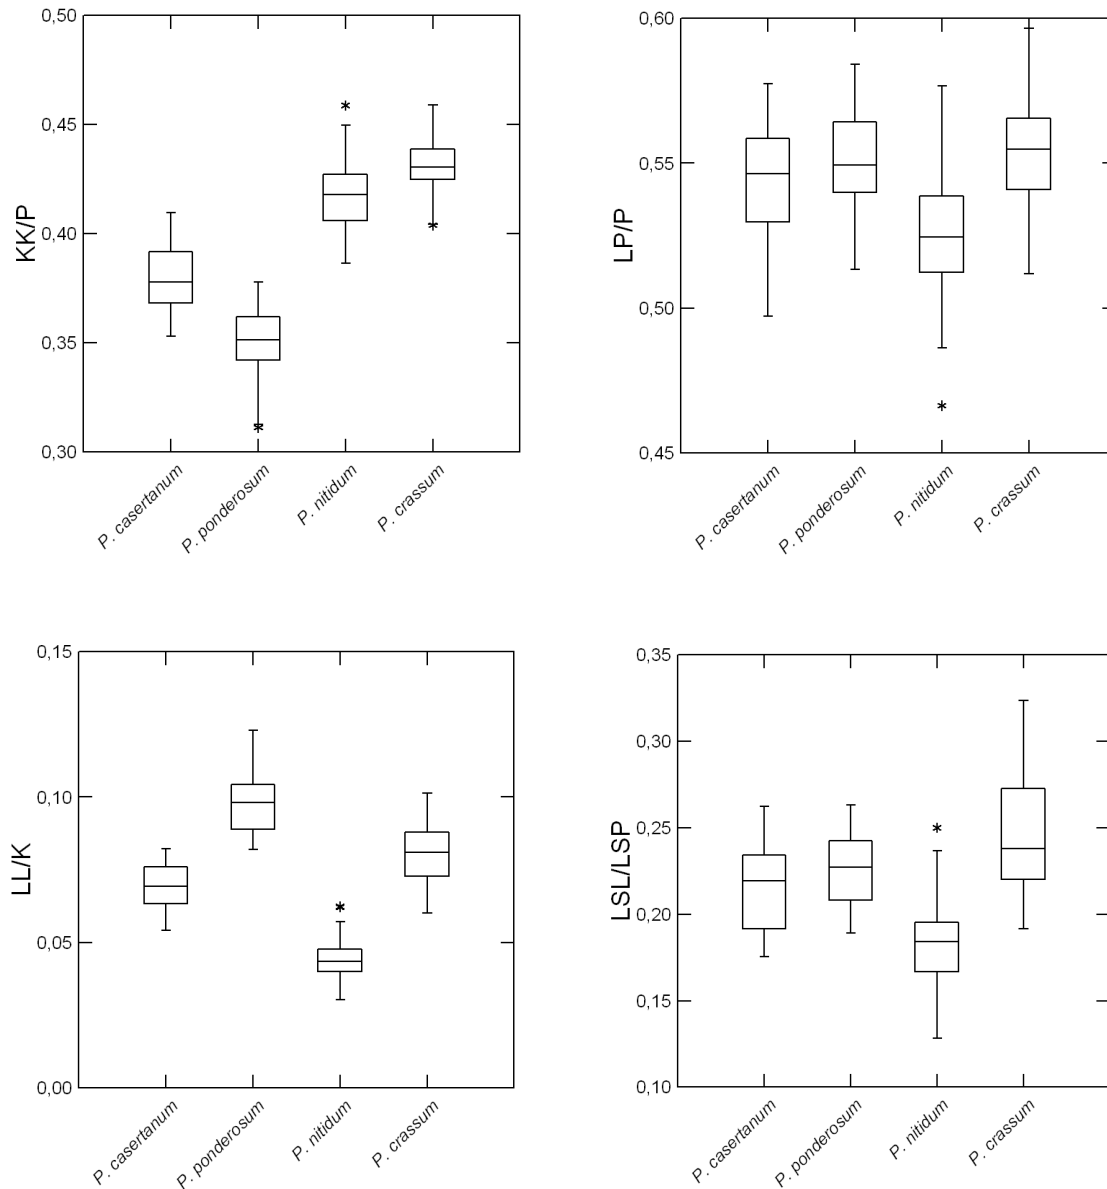 0,50
0,45
0,40
0,35
0,30
KK/P
P. casertanum
P. ponderosum
P. nitidum
P. crassum
0,60
0,55
0,50
0,45
LP/P
P. casertanum
P. ponderosum
P. nitidum
P. crassum
0,15
0,10
0,05
0,00
LL/K
P. casertanum
P. ponderosum
P. nitidum
P. crassum
0,35
0,30
0,25
0,20
0,15
0,10
LSL/LSP
P. casertanum
P. ponderosum
P. nitidum
P. crassum